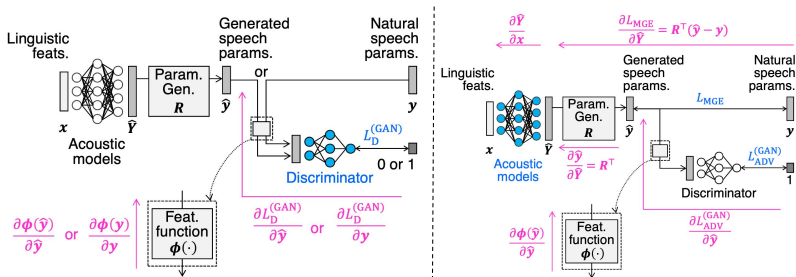 Linguistic
feats.
Generated
speech
params.
Natural
speech
params.
or
Param.
Gen.
R
x
Ŷ
ŷ
y
Acoustic
models
L_D^(GAN)
0 or 1
Discriminator
∂ϕ(ŷ)/∂ŷ or ∂ϕ(y)/∂y
Feat.
function
ϕ(·)
∂L_D^(GAN)/∂ŷ or ∂L_D^(GAN)/∂y
∂Ŷ/∂x
∂L_MGE/∂Ŷ = R^⊤(ŷ − y)
Linguistic
feats.
Generated
speech
params.
Natural
speech
params.
Param.
Gen.
R
L_MGE
x
Ŷ
ŷ
y
Acoustic
models
∂ŷ/∂Ŷ = R^⊤
L_ADV^(GAN)
1
Discriminator
∂ϕ(ŷ)/∂ŷ
Feat.
function
ϕ(·)
∂L_ADV^(GAN)/∂ŷ